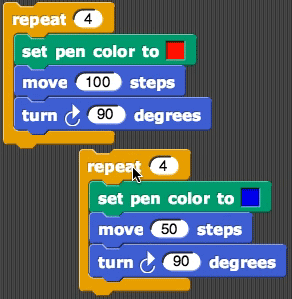 repeat 4
set pen color to
move 100 steps
turn 90 degrees
repeat 4
set pen color to
move 50 steps
turn 90 degrees